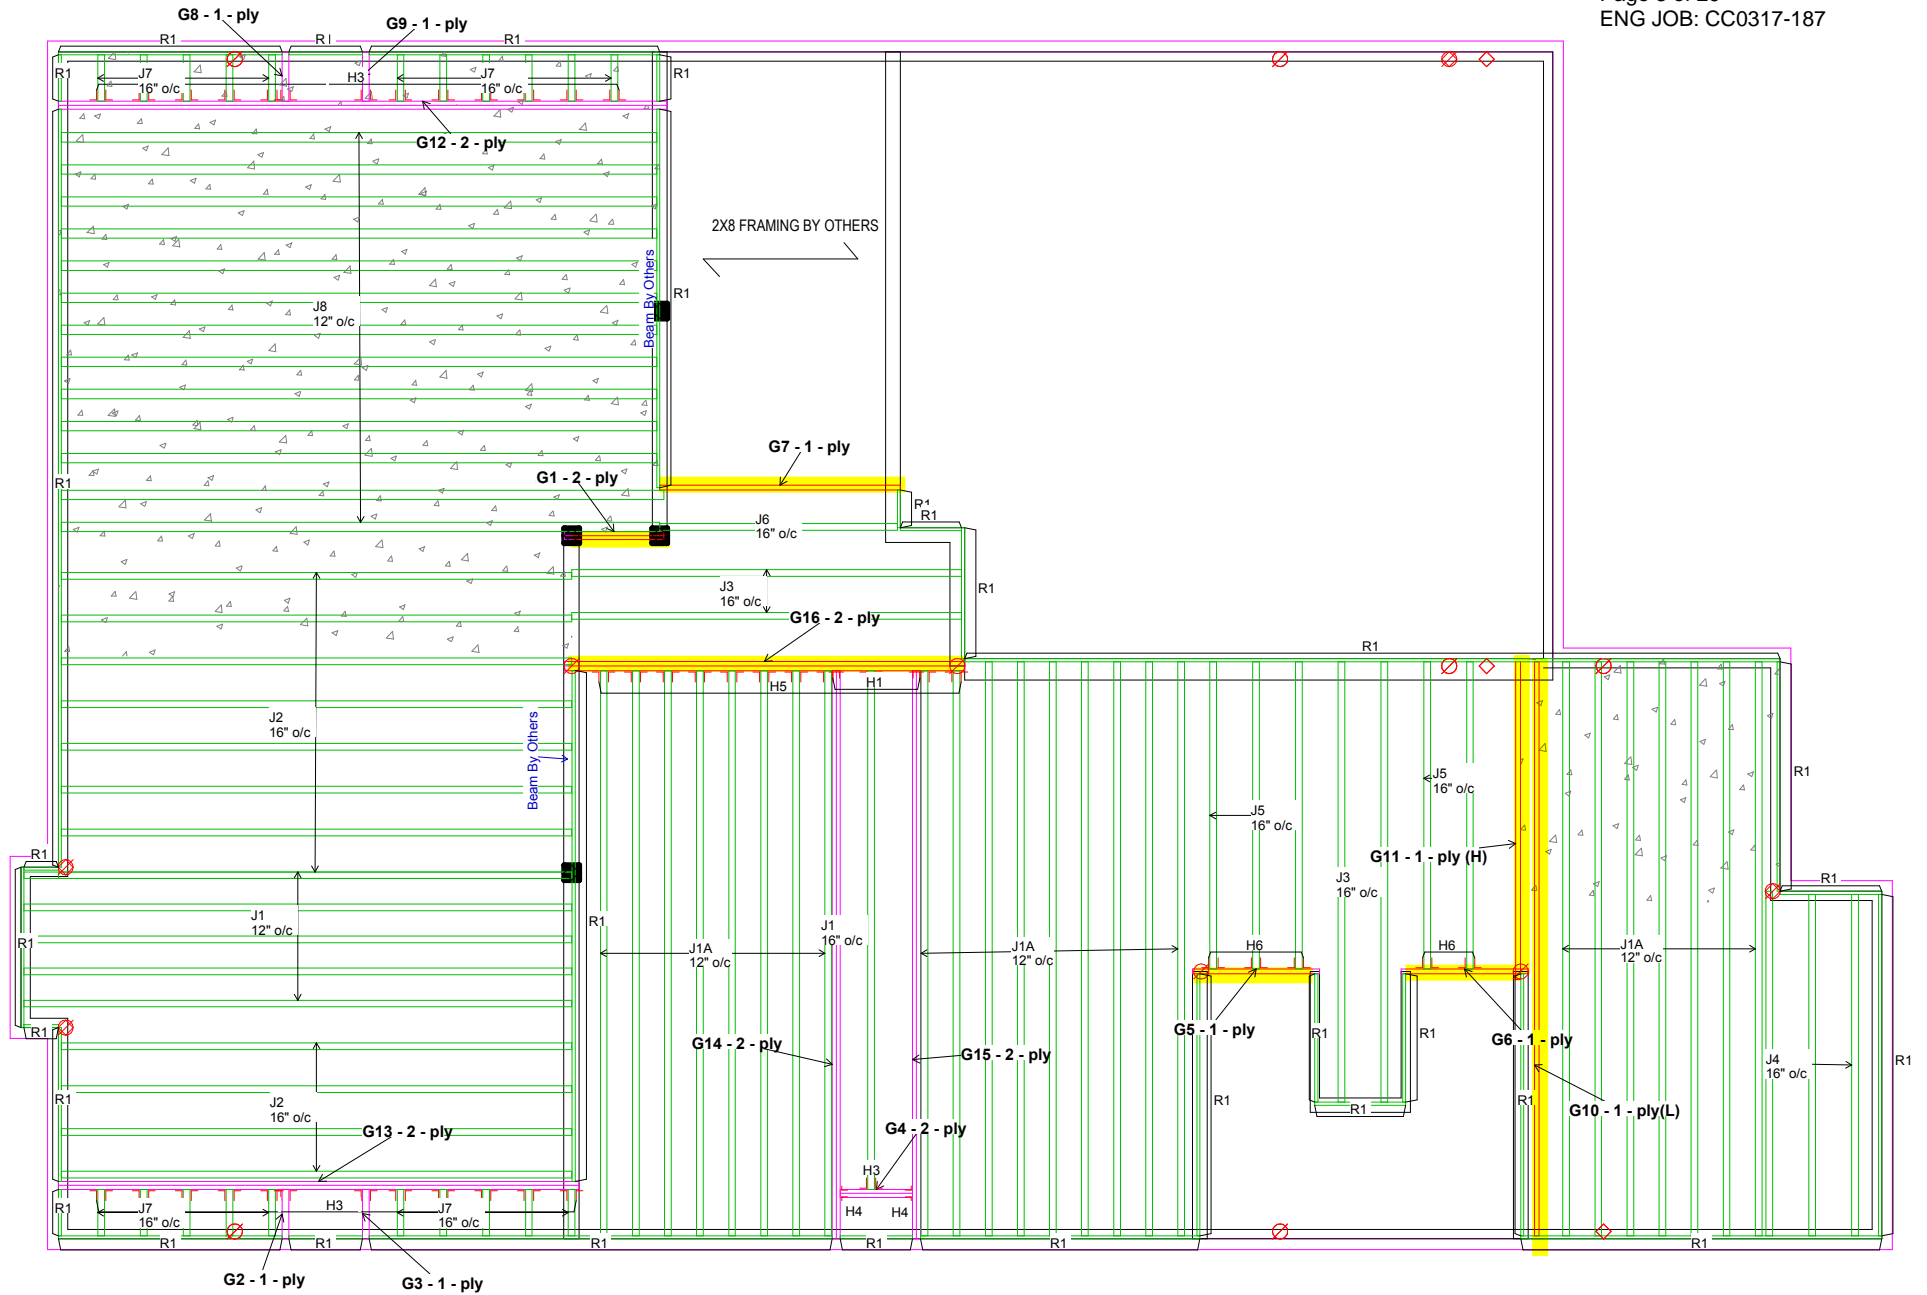 ENG JOB: CC0317-187
G8 - 1 - ply
G9 - 1 - ply
R1
R1
R1
R1
J7
16" o/c
H3
J7
16" o/c
R1
G12 - 2 - ply
2X8 FRAMING BY OTHERS
Beam By Others
R1
J8
12" o/c
G7 - 1 - ply
G1 - 2 - ply
R1
R1
R1
J6
16" o/c
J3
16" o/c
R1
G16 - 2 - ply
R1
H5
H1
J2
16" o/c
Beam By Others
R1
J5
16" o/c
J5
16" o/c
G11 - 1 - ply (H)
R1
R1
J3
16" o/c
J1
12" o/c
R1
R1
J1A
12" o/c
J1
16" o/c
J1A
12" o/c
H6
H6
J1A
12" o/c
R1
G5 - 1 - ply
R1
R1
G6 - 1 - ply
G14 - 2 - ply
G15 - 2 - ply
J4
16" o/c
R1
R1
J2
16" o/c
R1
R1
R1
G10 - 1 - ply(L)
G13 - 2 - ply
G4 - 2 - ply
H3
R1
J7
16" o/c
H3
J7
16" o/c
H4
H4
R1
R1
R1
R1
R1
R1
G2 - 1 - ply
G3 - 1 - ply